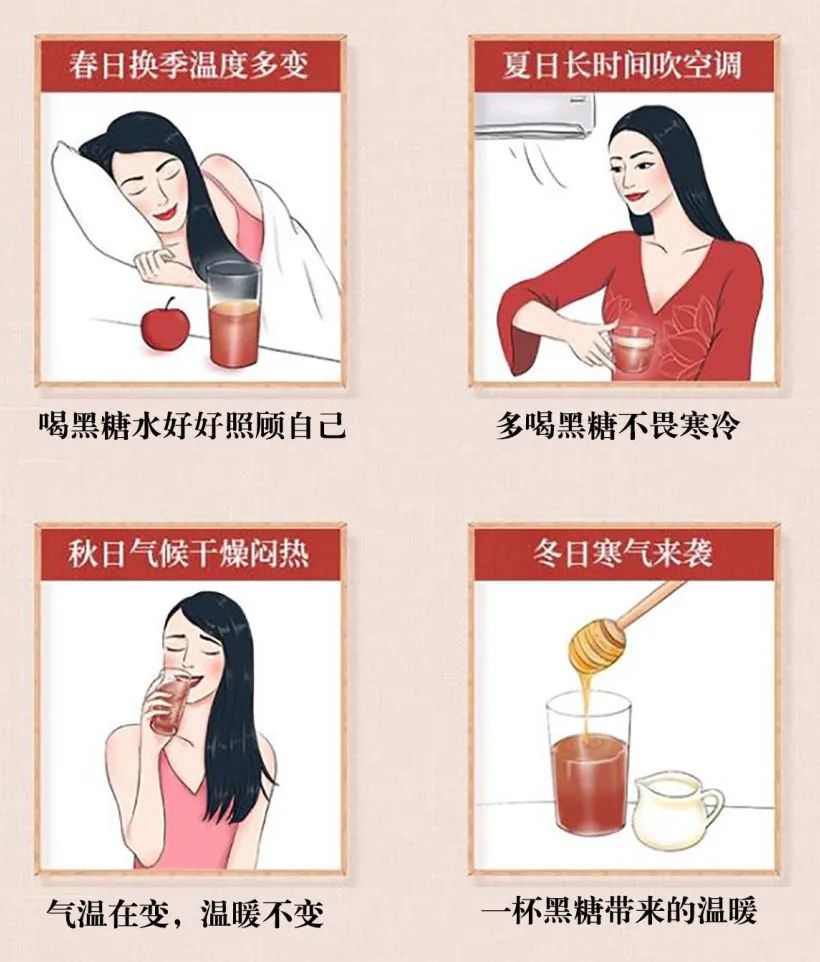 春日换季温度多变
夏日长时间吹空调
喝黑糖水好好照顾自己
多喝黑糖不畏寒冷
秋日气候干燥闷热
冬日寒气来袭
气温在变，温暖不变
一杯黑糖带来的温暖